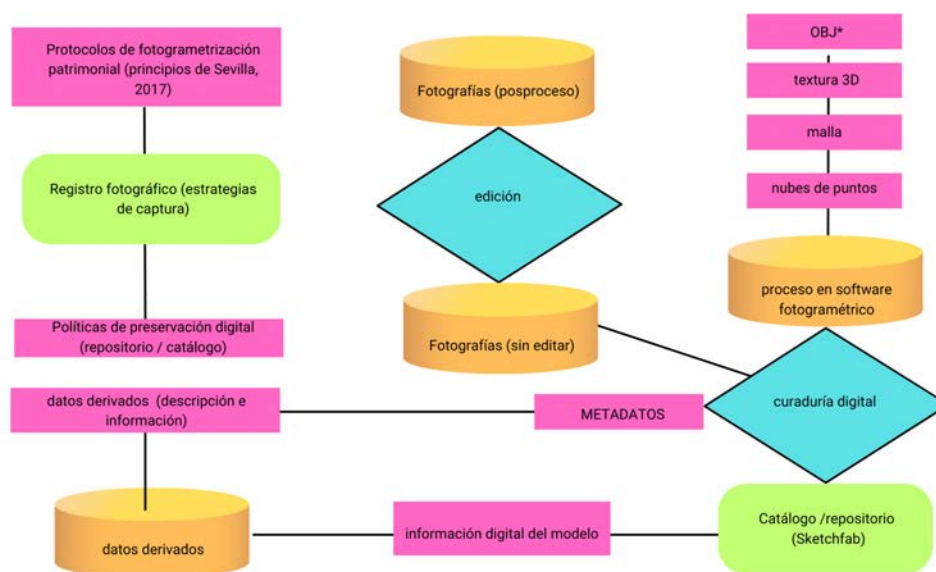 Protocolos de fotogrametrización
patrimonial (principios de Sevilla,
2017)
Registro fotográfico (estrategias
de captura)
Políticas de preservación digital
(repositorio / catálogo)
datos derivados (descripción e
información)
datos derivados
Fotografías (posproceso)
edición
Fotografías (sin editar)
METADATOS
información digital del modelo
OBJ*
textura 3D
malla
nubes de puntos
proceso en software
fotogramétrico
curaduría digital
Catálogo /repositorio
(Sketchfab)